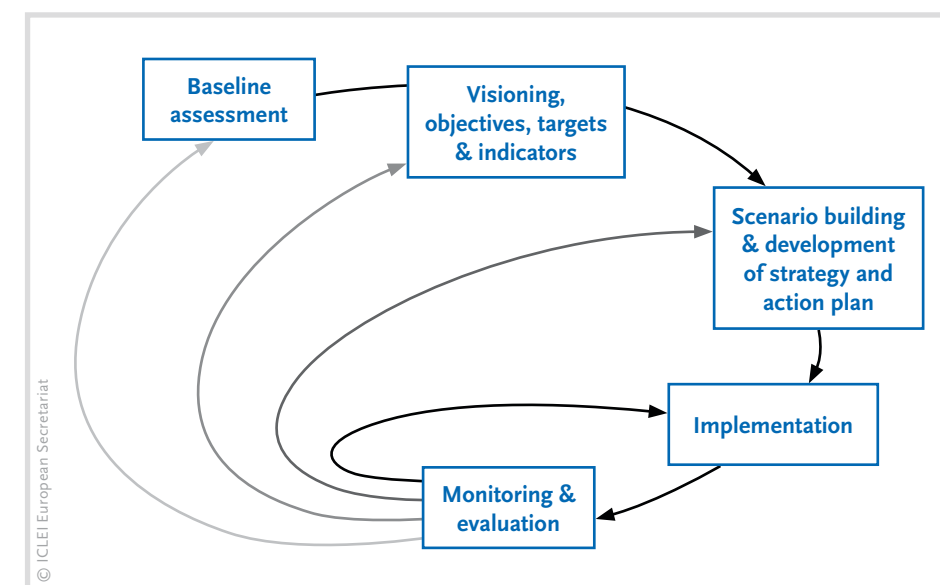 Baseline
assessment
Visioning,
objectives, targets
& indicators
Scenario building
& development
of strategy and
action plan
Implementation
Monitoring &
evaluation
© ICLEI European Secretariat